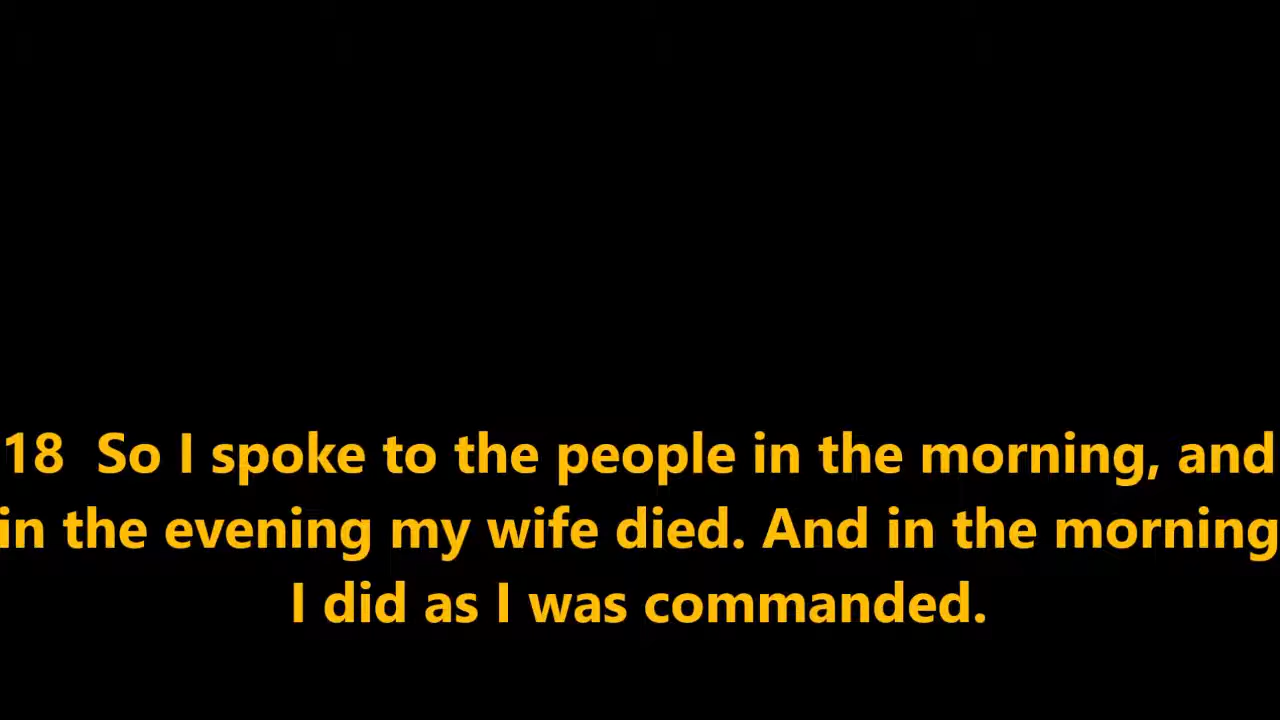 18  So I spoke to the people in the morning, and
in the evening my wife died. And in the morning
I did as I was commanded.